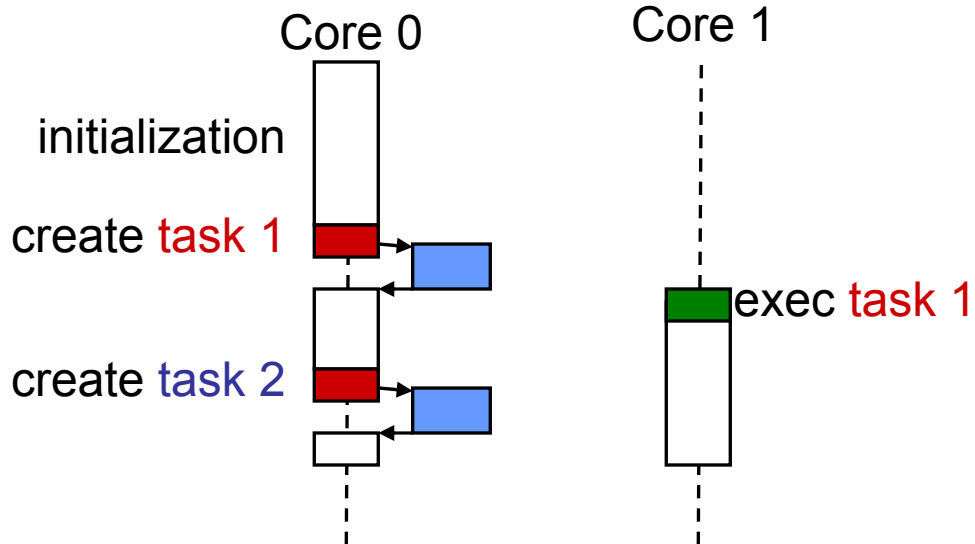 Core 0
Core 1
initialization
create task 1
exec task 1
create task 2